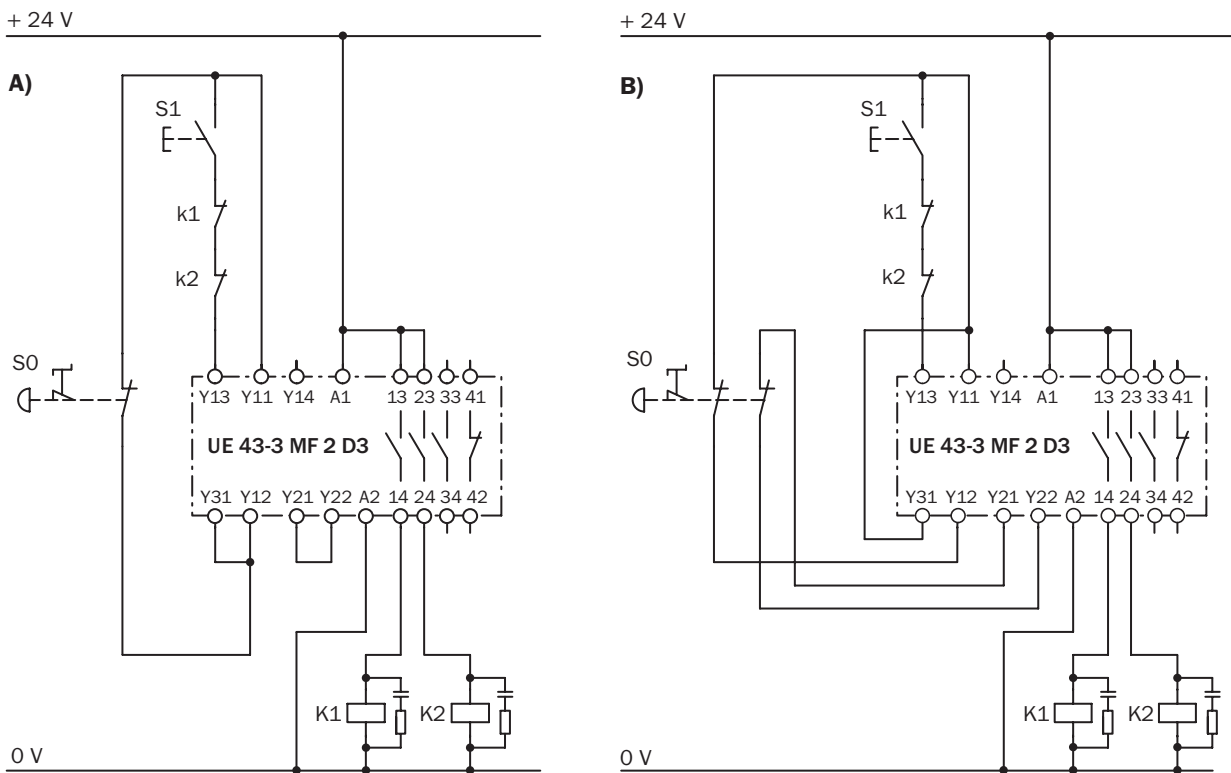 + 24 V
A)
S1
k1
k2
S0
Y13 Y11 Y14 A1 13 23 33 41
UE 43-3 MF 2 D3
Y31 Y12 Y21 Y22 A2 14 24 34 42
K1 K2
0 V
+ 24 V
B)
S1
k1
k2
S0
Y13 Y11 Y14 A1 13 23 33 41
UE 43-3 MF 2 D3
Y31 Y12 Y21 Y22 A2 14 24 34 42
K1 K2
0 V